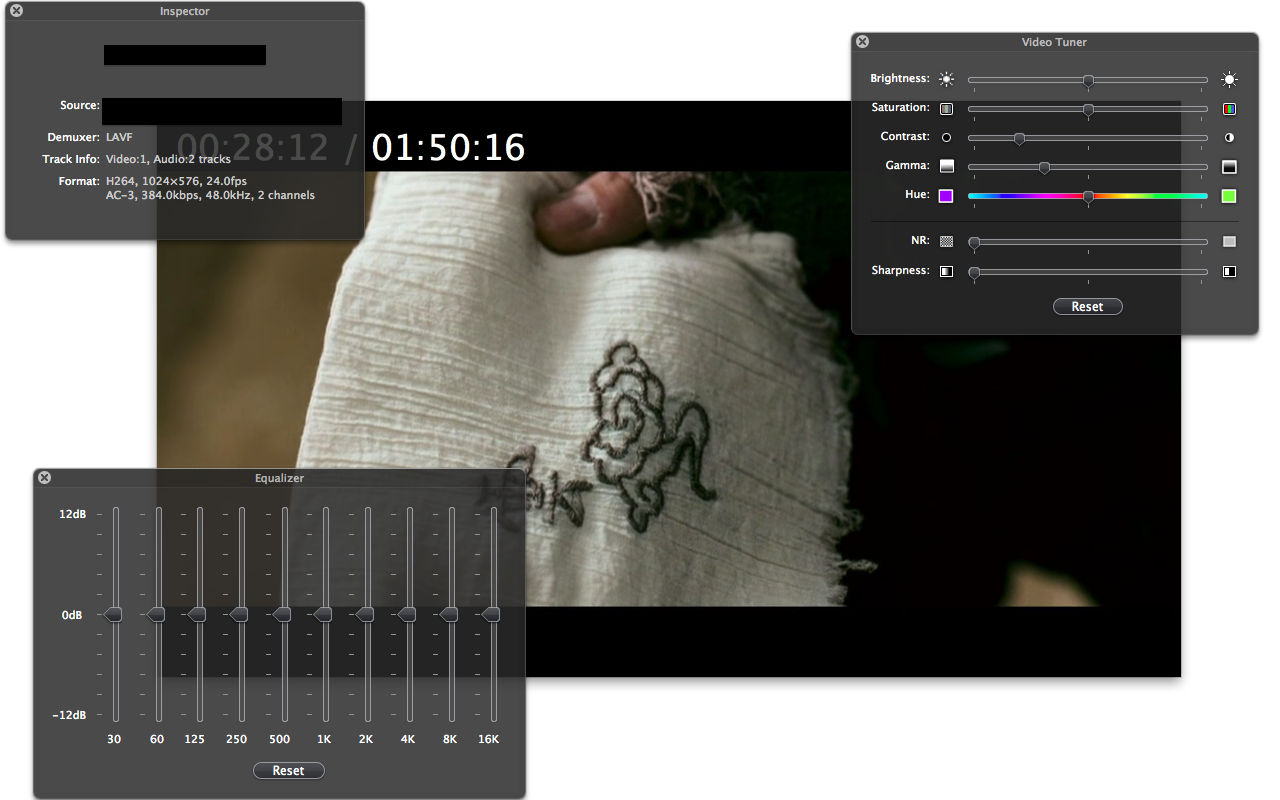 Inspector
Source:
Demuxer: LAVF
Track Info: Video:1, Audio:2 tracks
Format: H264, 1024×576, 24.0fps
AC-3, 384.0kbps, 48.0kHz, 2 channels
00:28:12 / 01:50:16
Video Tuner
Brightness:
Saturation:
Contrast:
Gamma:
Hue:
NR:
Sharpness:
Reset
Equalizer
12dB
0dB
-12dB
30 60 125 250 500 1K 2K 4K 8K 16K
Reset